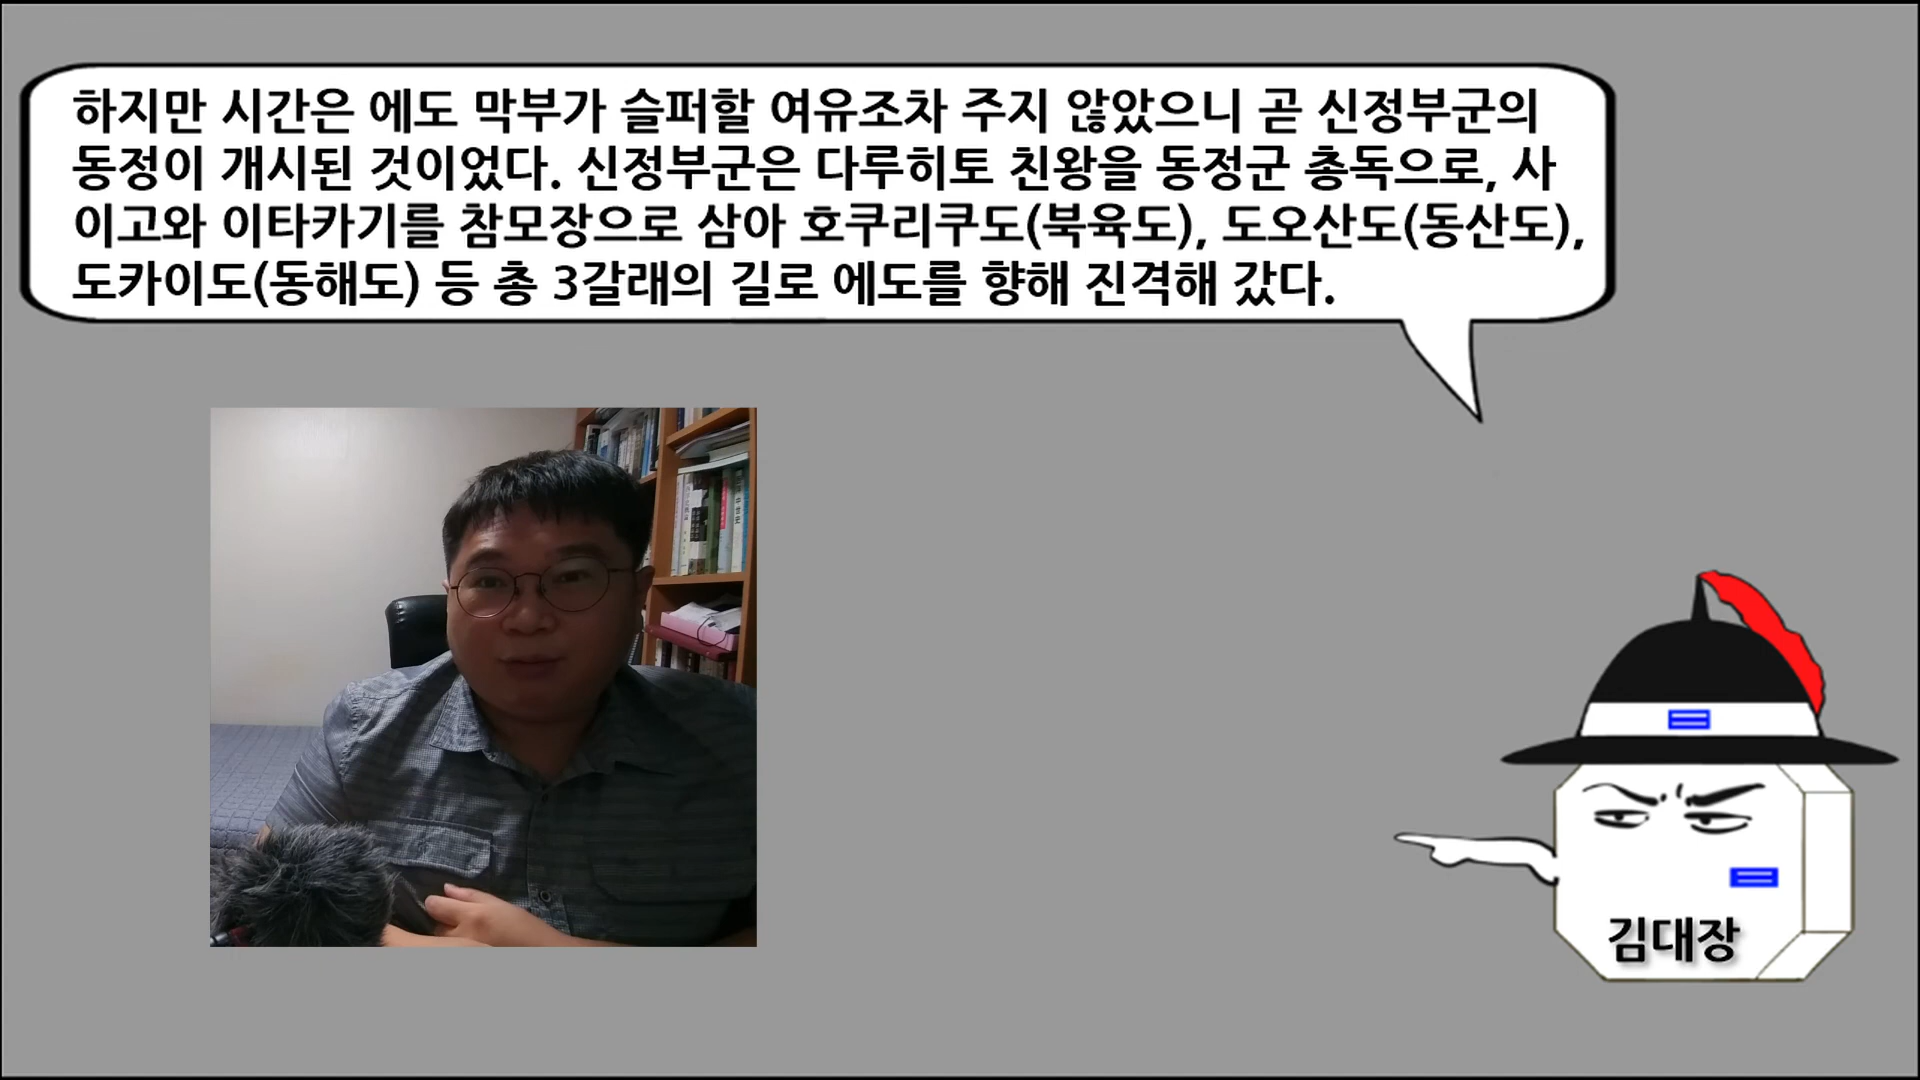 하지만 시간은 에도 막부가 슬퍼할 여유조차 주지 않았으니 곧 신정부군의
동정이 개시된 것이었다. 신정부군은 다루히토 친왕을 동정군 총독으로, 사
이고와 이타카기를 참모장으로 삼아 호쿠리쿠도(북육도), 도오산도(동산도),
도카이도(동해도) 등 총 3갈래의 길로 에도를 향해 진격해 갔다.
김대장